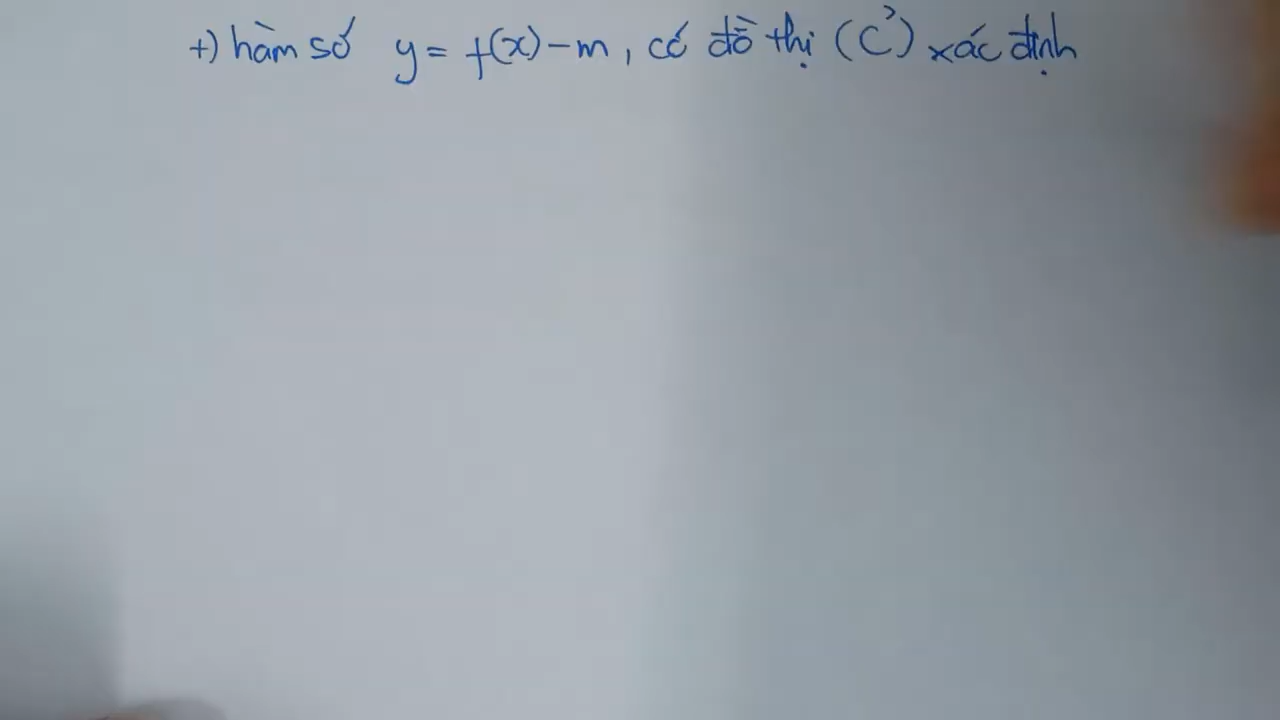 +) hàm số y = f(x) - m, có đồ thị (C') xác định